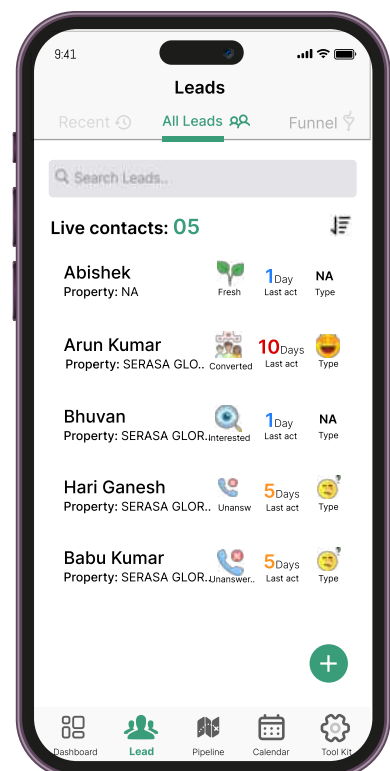 9:41
Leads
Recent All Leads Funnel
Search Leads..
Live contacts: 05
Abishek
Property: NA
Fresh
1Day
Last act
NA
Type
Arun Kumar
Property: SERASA GLO..
Converted
10Days
Last act
Type
Bhuvan
Property: SERASA GLOR..
Interested
1Day
Last act
NA
Type
Hari Ganesh
Property: SERASA GLOR..
Unansw
5Days
Last act
Type
Babu Kumar
Property: SERASA GLOR..
Unanswer..
5Days
Last act
Type
+
Dashboard Lead Pipeline Calendar Tool Kit